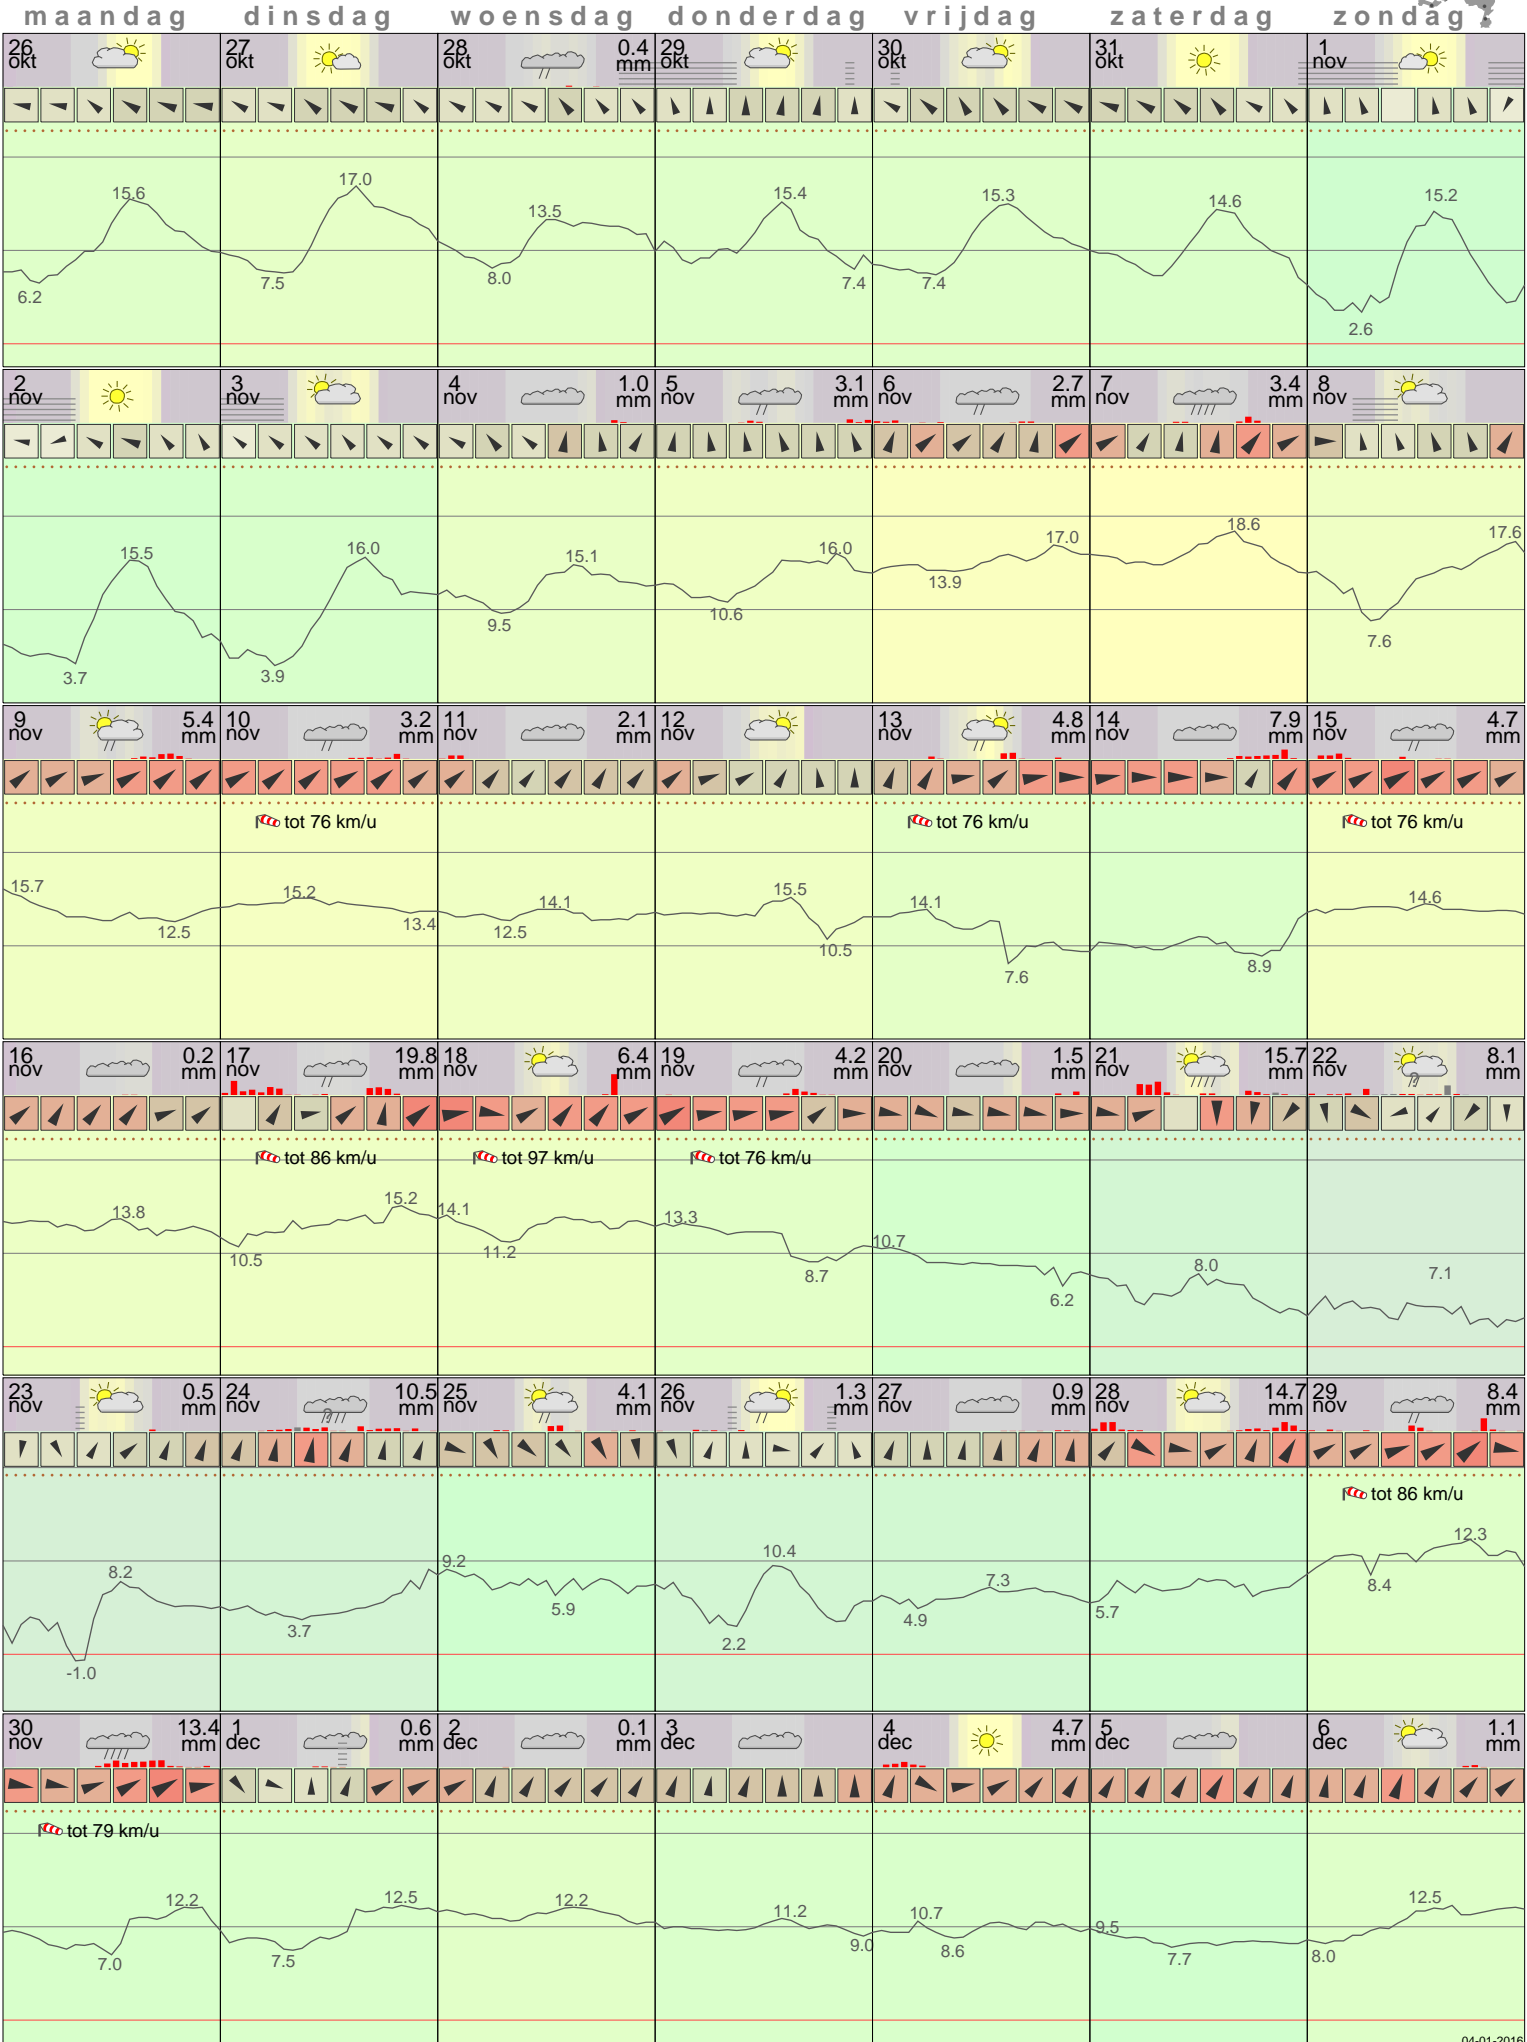 maandag dinsdag woensdag donderdag vrijdag zaterdag zondag
26 okt 27 okt 28 okt 0.4 mm 29 okt 30 okt 31 okt 1 nov
15.6 17.0 13.5 15.4 15.3 14.6 15.2
6.2 7.5 8.0 7.4 7.4 2.6
2 nov 3 nov 4 nov 1.0 mm 5 nov 3.1 mm 6 nov 2.7 mm 7 nov 3.4 mm 8 nov
15.5 16.0 15.1 16.0 17.0 18.6 17.6
3.7 3.9 9.5 10.6 13.9 7.6
9 nov 5.4 mm 10 nov 3.2 mm 11 nov 2.1 mm 12 nov 13 nov 4.8 mm 14 nov 7.9 mm 15 nov 4.7 mm
tot 76 km/u tot 76 km/u tot 76 km/u
15.7 15.2 14.1 15.5 14.1 14.6
12.5 13.4 12.5 10.5 7.6 8.9
16 nov 0.2 mm 17 nov 19.8 mm 18 nov 6.4 mm 19 nov 4.2 mm 20 nov 1.5 mm 21 nov 15.7 mm 22 nov ? 8.1 mm
tot 86 km/u tot 97 km/u tot 76 km/u
13.8 15.2 14.1 13.3 10.7 8.0 7.1
10.5 11.2 8.7 6.2
23 nov 0.5 mm 24 nov ? 10.5 mm 25 nov 4.1 mm 26 nov 1.3 mm 27 nov 0.9 mm 28 nov 14.7 mm 29 nov 8.4 mm
tot 86 km/u
8.2 9.2 10.4 7.3 12.3
-1.0 3.7 5.9 2.2 4.9 5.7 8.4
30 nov 13.4 mm 1 dec 0.6 mm 2 dec 0.1 mm 3 dec 4 dec 4.7 mm 5 dec 6 dec 1.1 mm
tot 79 km/u
12.2 12.5 12.2 11.2 10.7 9.5 12.5
7.0 7.5 9.0 8.6 7.7 8.0
04-01-2016